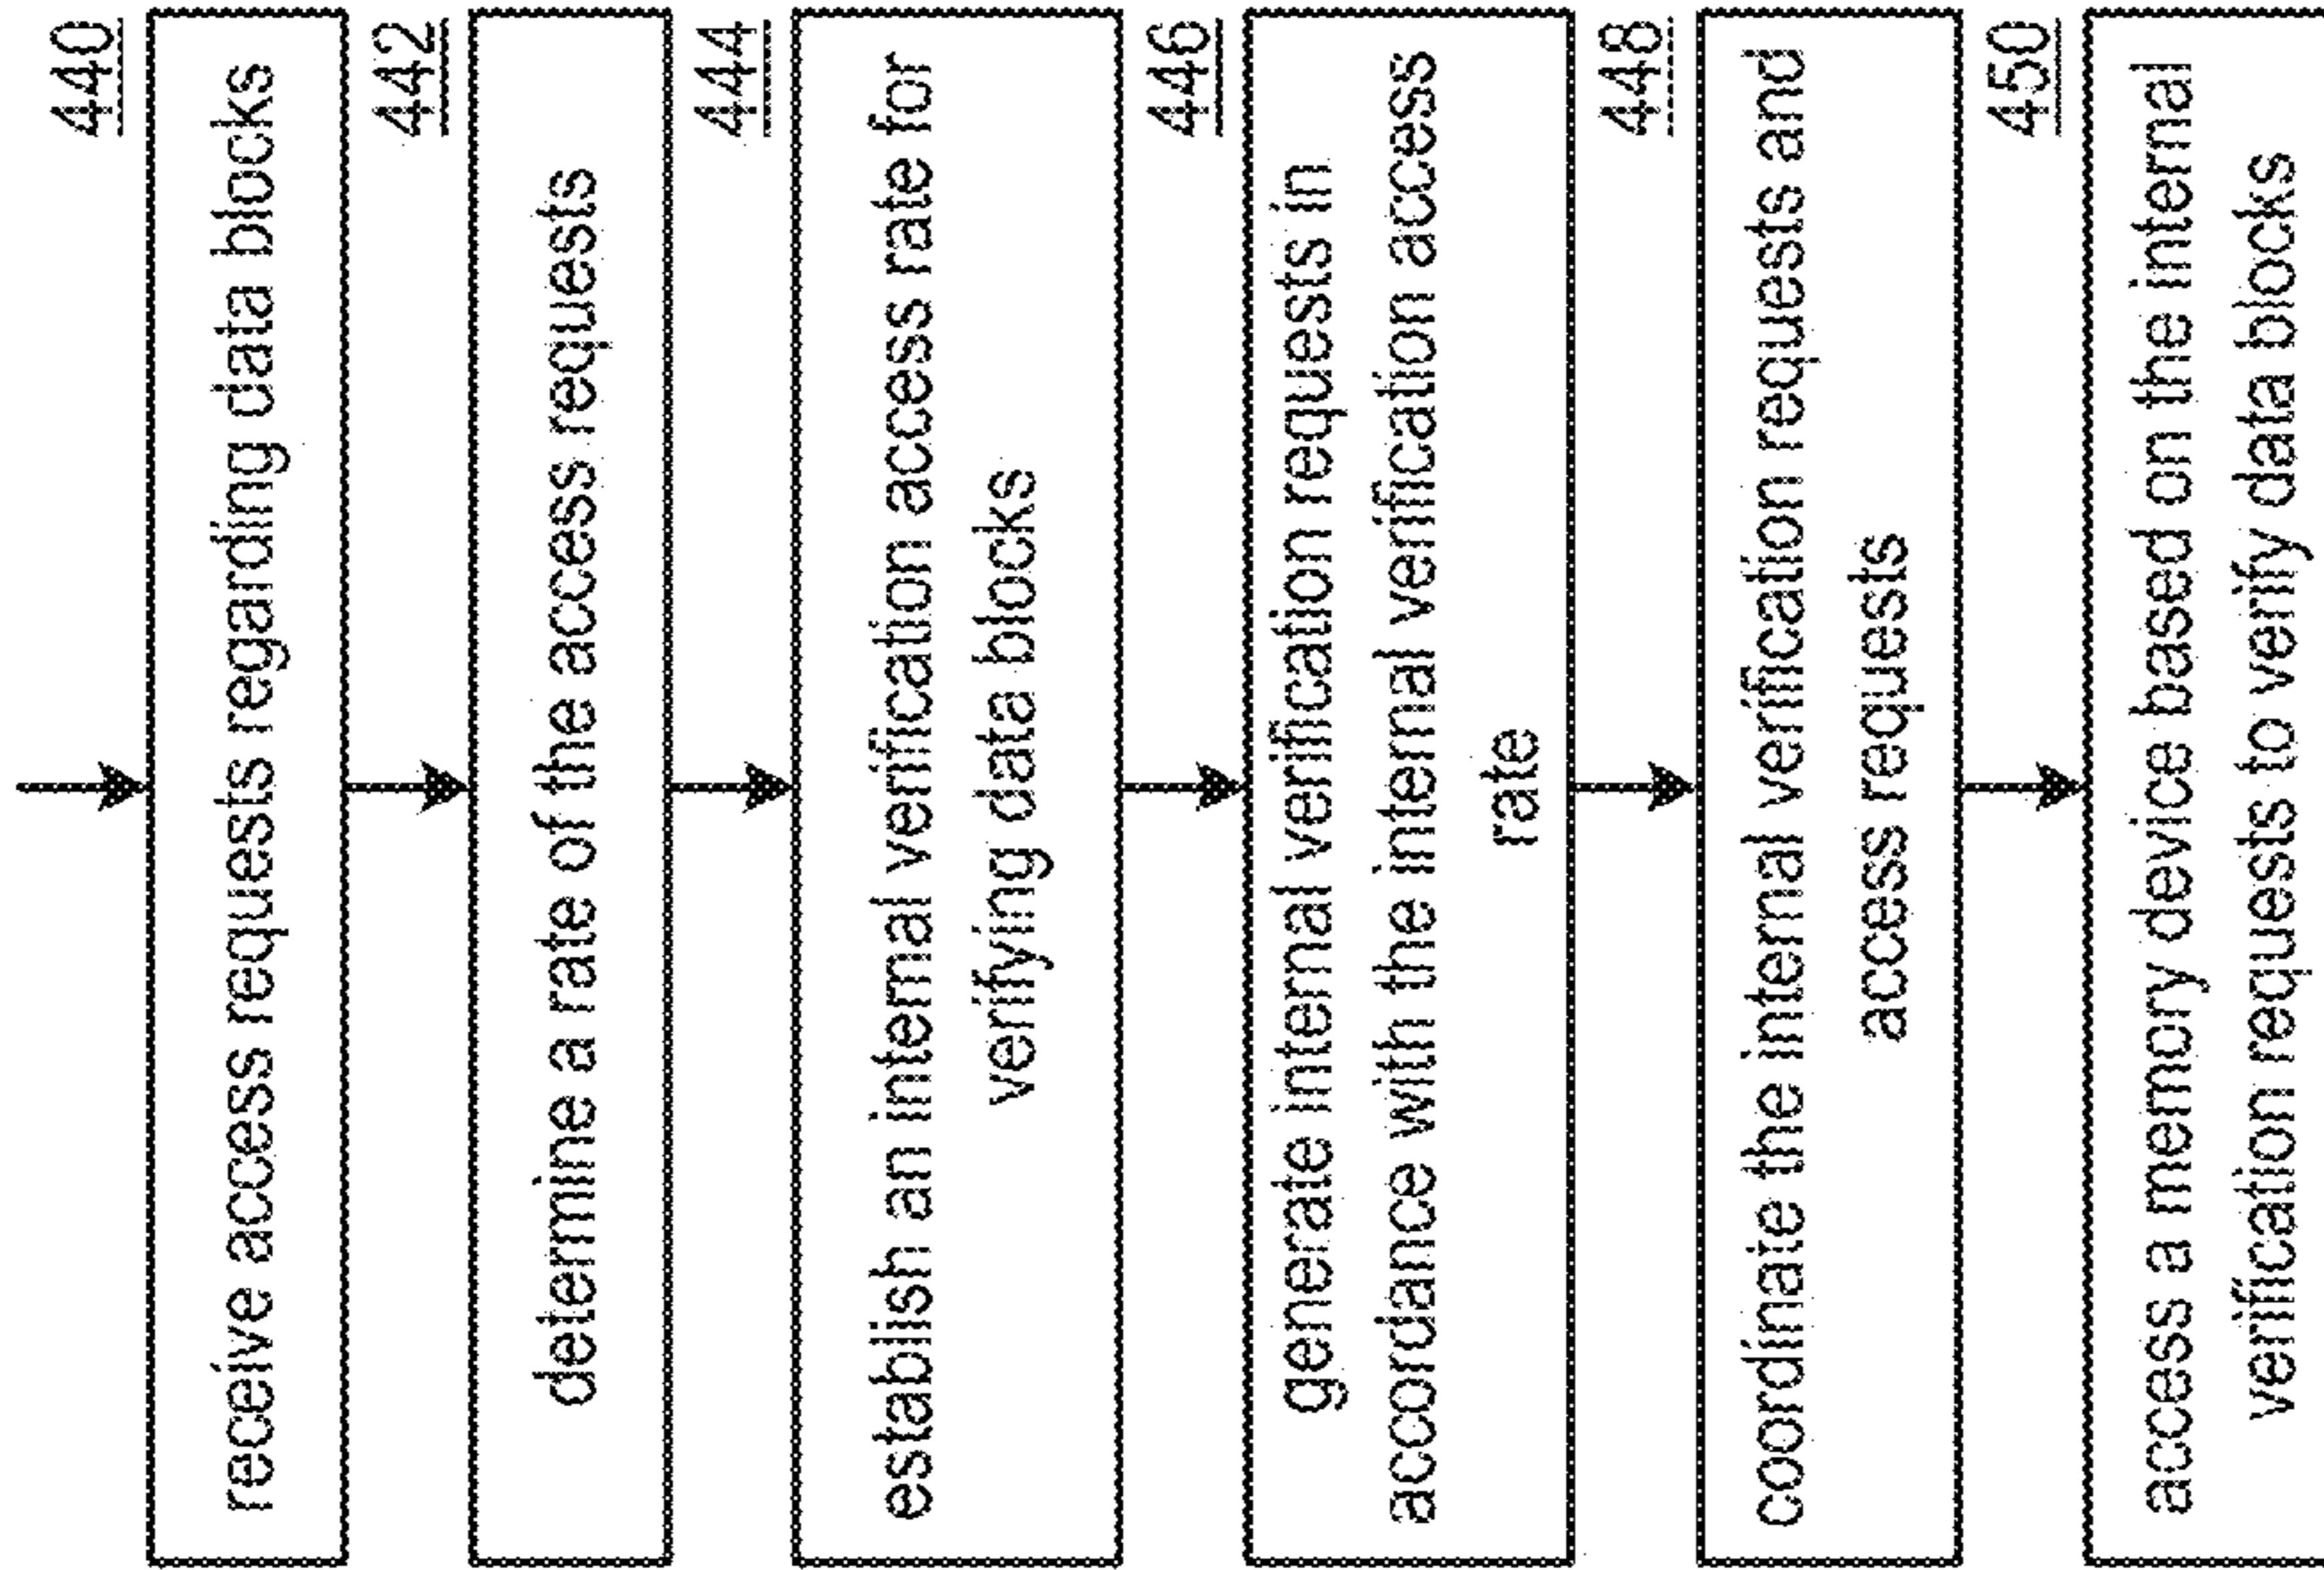 440
receive access requests regarding data blocks
442
determine a rate of the access requests
444
establish an internal verification access rate for
verifying data blocks
446
generate internal verification requests in
accordance with the internal verification access
rate
448
coordinate the internal verification requests and
access requests
450
access a memory device based on the internal
verification requests to verify data blocks